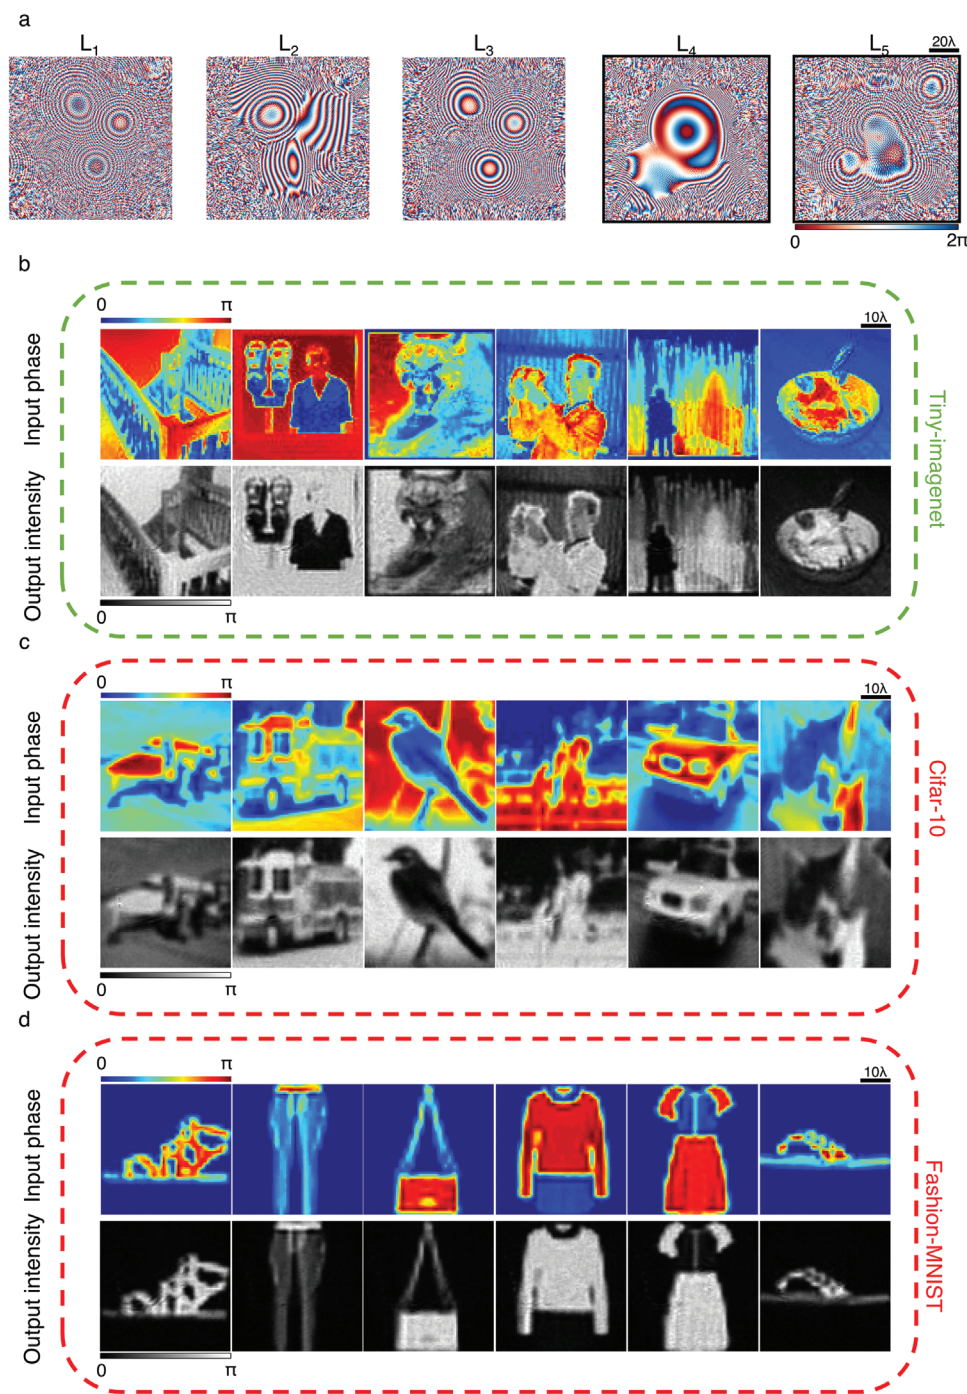 a
L1 L2 L3 L4 L5
20λ
0 2π
b
0 π
10λ
Input phase
Output intensity
0 π
Tiny-imagenet
c
0 π
10λ
Input phase
Output intensity
0 π
Cifar-10
d
0 π
10λ
Input phase
Output intensity
0 π
Fashion-MNIST